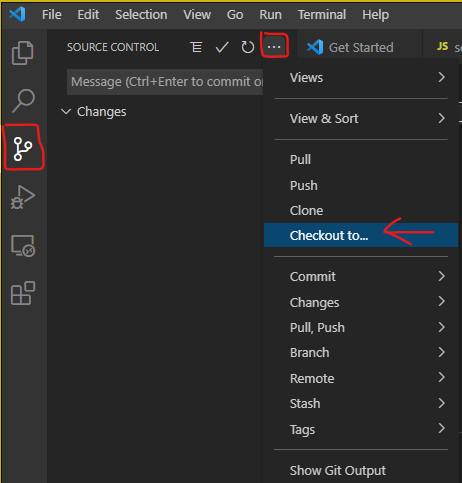 File Edit Selection View Go Run Terminal Help
SOURCE CONTROL
Get Started
JS
Message (Ctrl+Enter to commit
Changes
Views
View & Sort
Pull
Push
Clone
Checkout to...
Commit
Changes
Pull, Push
Branch
Remote
Stash
Tags
Show Git Output